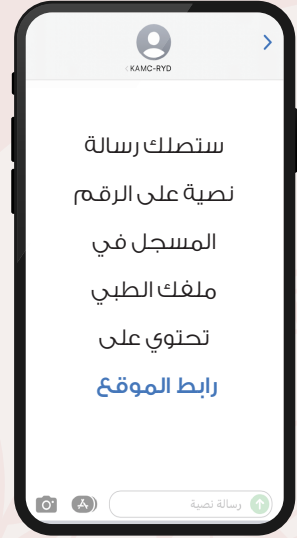 KAMC-RYD
ستصلك رسالة
نصية على الرقم
المسجل في
ملفك الطبي
تحتوي على
رابط الموقع
رسالة نصية